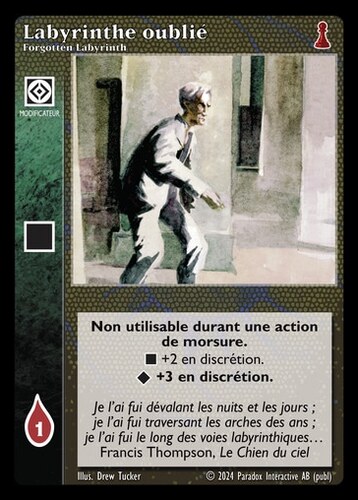 Labyrinthe oublié
Forgotten Labyrinth
MODIFICATEUR
Non utilisable durant une action
de morsure.
+2 en discrétion.
+3 en discrétion.
Je l'ai fui dévalant les nuits et les jours ;
je l'ai fui traversant les arches des ans ;
je l'ai fui le long des voies labyrinthiques…
Francis Thompson, Le Chien du ciel
1
Illus. Drew Tucker
© 2024 Paradox Interactive AB (publ)